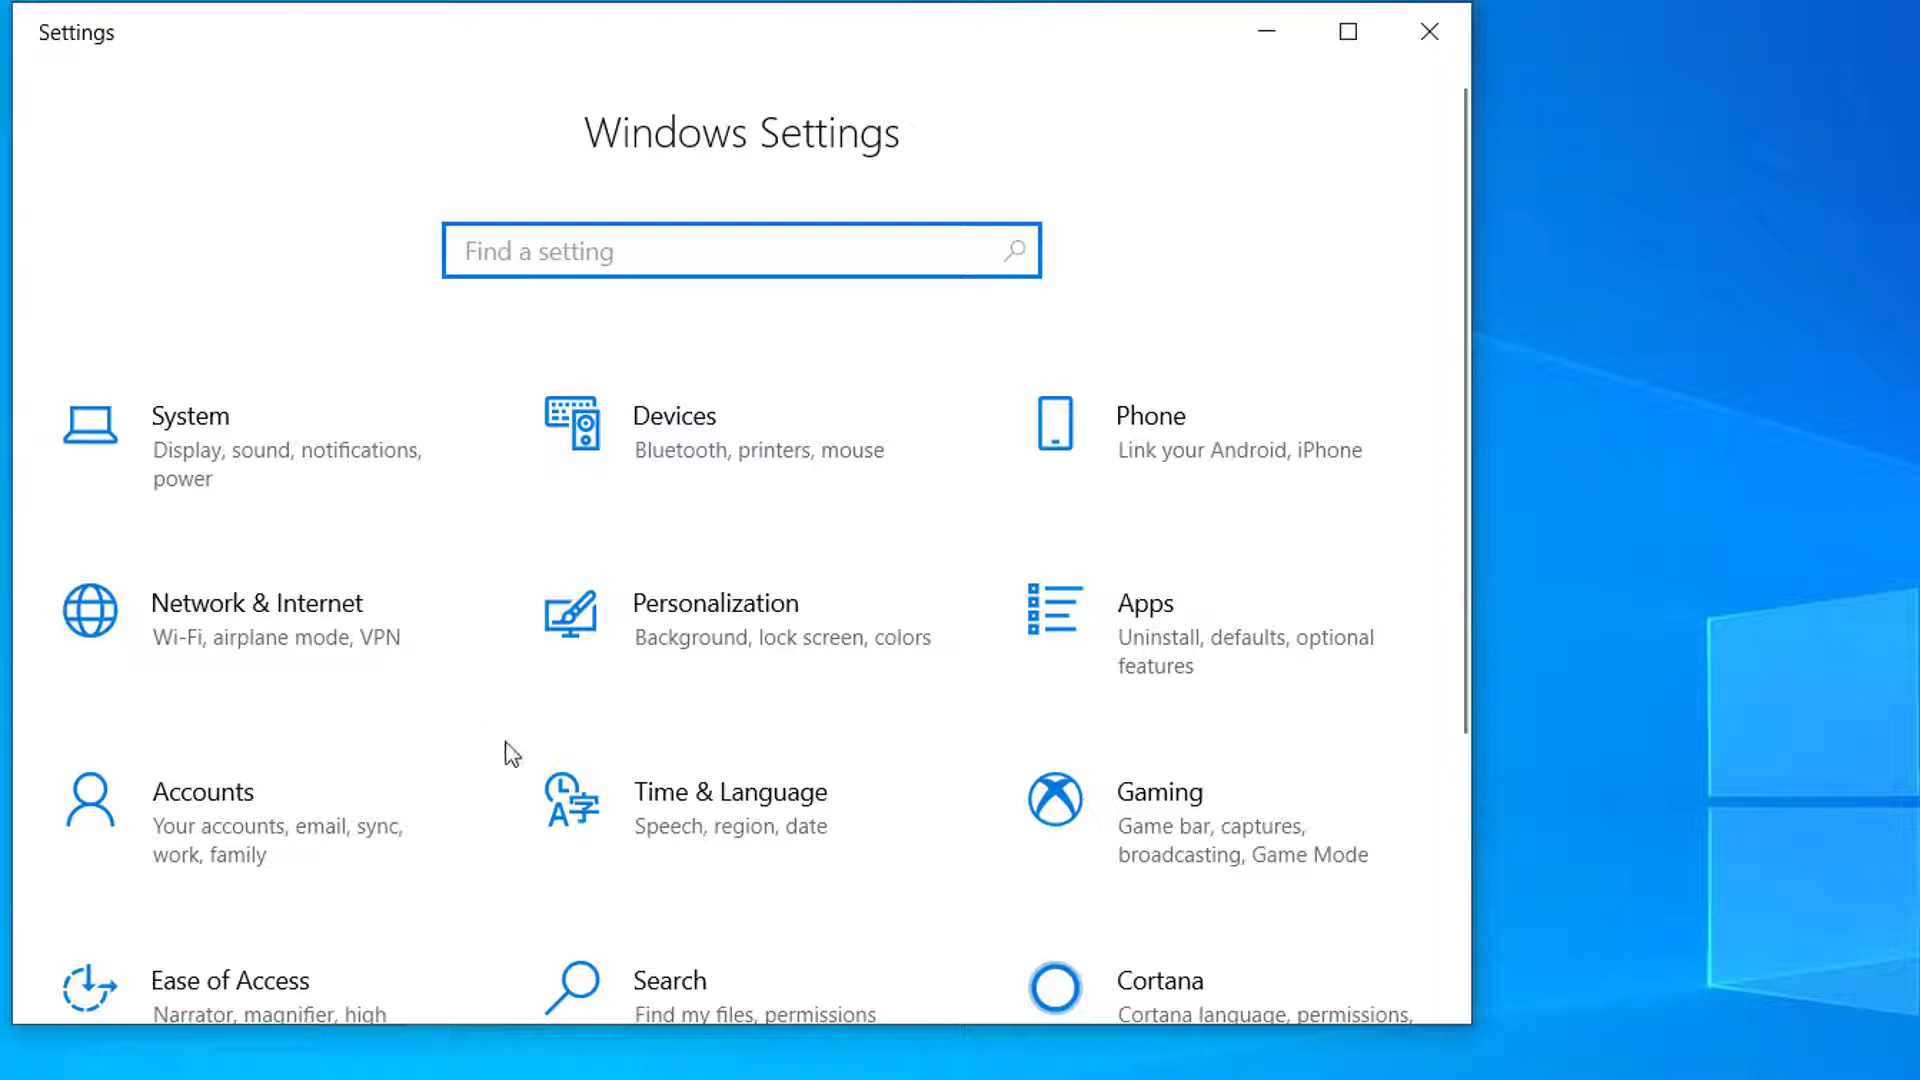 Settings
Windows Settings
Find a setting
System
Display, sound, notifications,
power
Devices
Bluetooth, printers, mouse
Phone
Link your Android, iPhone
Network & Internet
Wi-Fi, airplane mode, VPN
Personalization
Background, lock screen, colors
Apps
Uninstall, defaults, optional
features
Accounts
Your accounts, email, sync,
work, family
Time & Language
Speech, region, date
Gaming
Game bar, captures,
broadcasting, Game Mode
Ease of Access
Narrator, magnifier, high
Search
Find my files, permissions
Cortana
Cortana language, permissions,